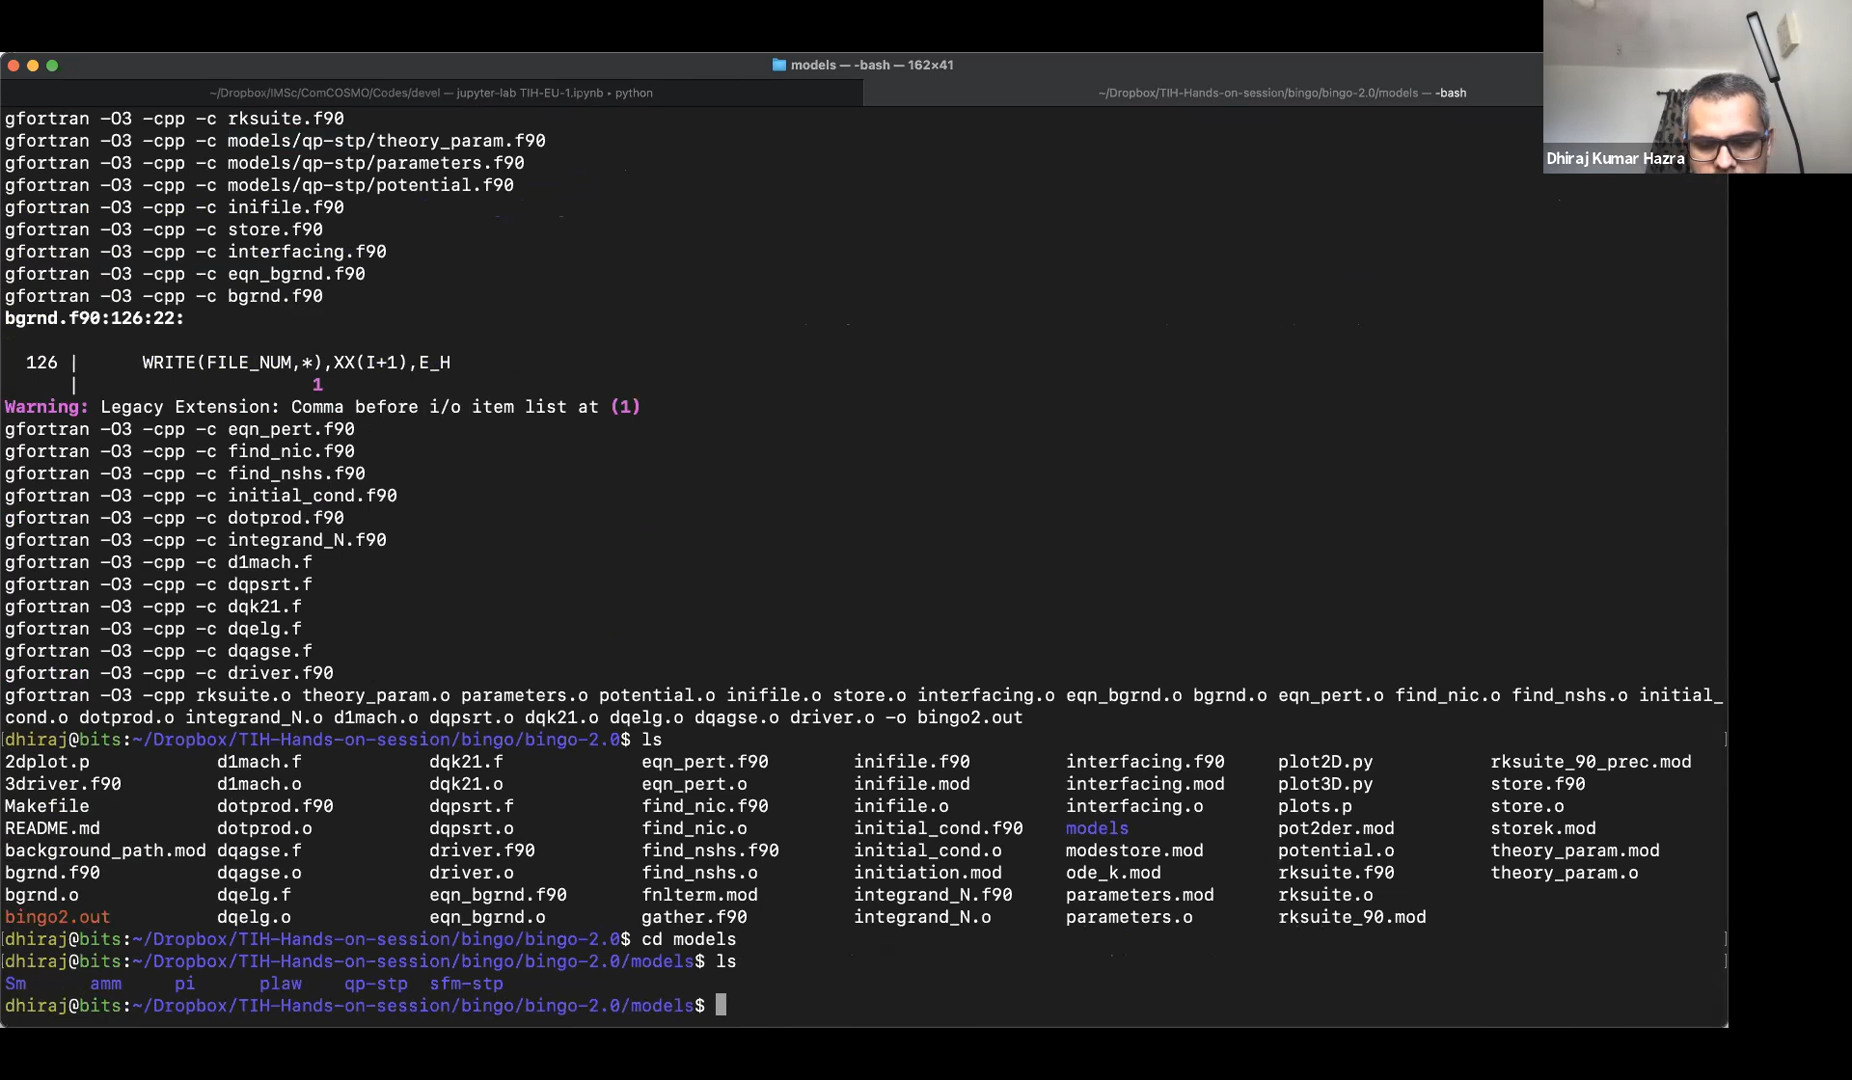 models — -bash — 162×41
~/Dropbox/IMSc/ComCOSMO/Codes/devel — jupyter-lab TIH-EU-1.ipynb • python
~/Dropbox/TIH-Hands-on-session/bingo/bingo-2.0/models — -bash
Dhiraj Kumar Hazra
gfortran -O3 -cpp -c rksuite.f90
gfortran -O3 -cpp -c models/qp-stp/theory_param.f90
gfortran -O3 -cpp -c models/qp-stp/parameters.f90
gfortran -O3 -cpp -c models/qp-stp/potential.f90
gfortran -O3 -cpp -c inifile.f90
gfortran -O3 -cpp -c store.f90
gfortran -O3 -cpp -c interfacing.f90
gfortran -O3 -cpp -c eqn_bgrnd.f90
gfortran -O3 -cpp -c bgrnd.f90
bgrnd.f90:126:22:
126 | WRITE(FILE_NUM,*),XX(I+1),E_H
| 1
Warning: Legacy Extension: Comma before i/o item list at (1)
gfortran -O3 -cpp -c eqn_pert.f90
gfortran -O3 -cpp -c find_nic.f90
gfortran -O3 -cpp -c find_nshs.f90
gfortran -O3 -cpp -c initial_cond.f90
gfortran -O3 -cpp -c dotprod.f90
gfortran -O3 -cpp -c integrand_N.f90
gfortran -O3 -cpp -c d1mach.f
gfortran -O3 -cpp -c dqpsrt.f
gfortran -O3 -cpp -c dqk21.f
gfortran -O3 -cpp -c dqelg.f
gfortran -O3 -cpp -c dqagse.f
gfortran -O3 -cpp -c driver.f90
gfortran -O3 -cpp rksuite.o theory_param.o parameters.o potential.o inifile.o store.o interfacing.o eqn_bgrnd.o bgrnd.o eqn_pert.o find_nic.o find_nshs.o initial_
cond.o dotprod.o integrand_N.o d1mach.o dqpsrt.o dqk21.o dqelg.o dqagse.o driver.o -o bingo2.out
[dhiraj@bits:~/Dropbox/TIH-Hands-on-session/bingo/bingo-2.0$ ls ]
2dplot.p d1mach.f dqk21.f eqn_pert.f90 inifile.f90 interfacing.f90 plot2D.py rksuite_90_prec.mod
3driver.f90 d1mach.o dqk21.o eqn_pert.o inifile.mod interfacing.mod plot3D.py store.f90
Makefile dotprod.f90 dqpsrt.f find_nic.f90 inifile.o interfacing.o plots.p store.o
README.md dotprod.o dqpsrt.o find_nic.o initial_cond.f90 models pot2der.mod storek.mod
background_path.mod dqagse.f driver.f90 find_nshs.f90 initial_cond.o modestore.mod potential.o theory_param.mod
bgrnd.f90 dqagse.o driver.o find_nshs.o initiation.mod ode_k.mod rksuite.f90 theory_param.o
bgrnd.o dqelg.f eqn_bgrnd.f90 fnlterm.mod integrand_N.f90 parameters.mod rksuite.o
bingo2.out dqelg.o eqn_bgrnd.o gather.f90 integrand_N.o parameters.o rksuite_90.mod
[dhiraj@bits:~/Dropbox/TIH-Hands-on-session/bingo/bingo-2.0$ cd models ]
[dhiraj@bits:~/Dropbox/TIH-Hands-on-session/bingo/bingo-2.0/models$ ls ]
Sm amm pi plaw qp-stp sfm-stp
dhiraj@bits:~/Dropbox/TIH-Hands-on-session/bingo/bingo-2.0/models$